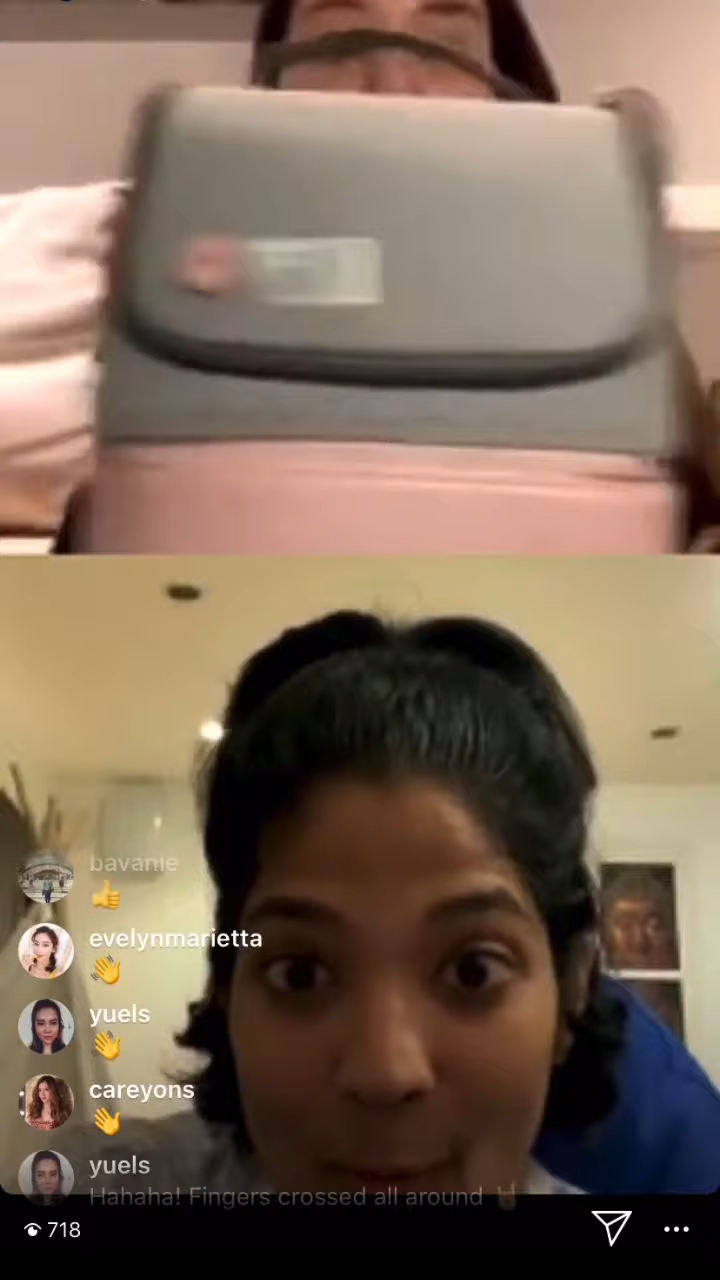 bavanie
👍
evelynmarietta
👋
yuels
👋
careyons
👋
yuels
Hahaha! Fingers crossed all around
718